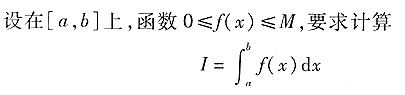 设在[a,b]上,函数 0≤f(x)≤M,要求计算
I = ∫_a^b f(x)dx